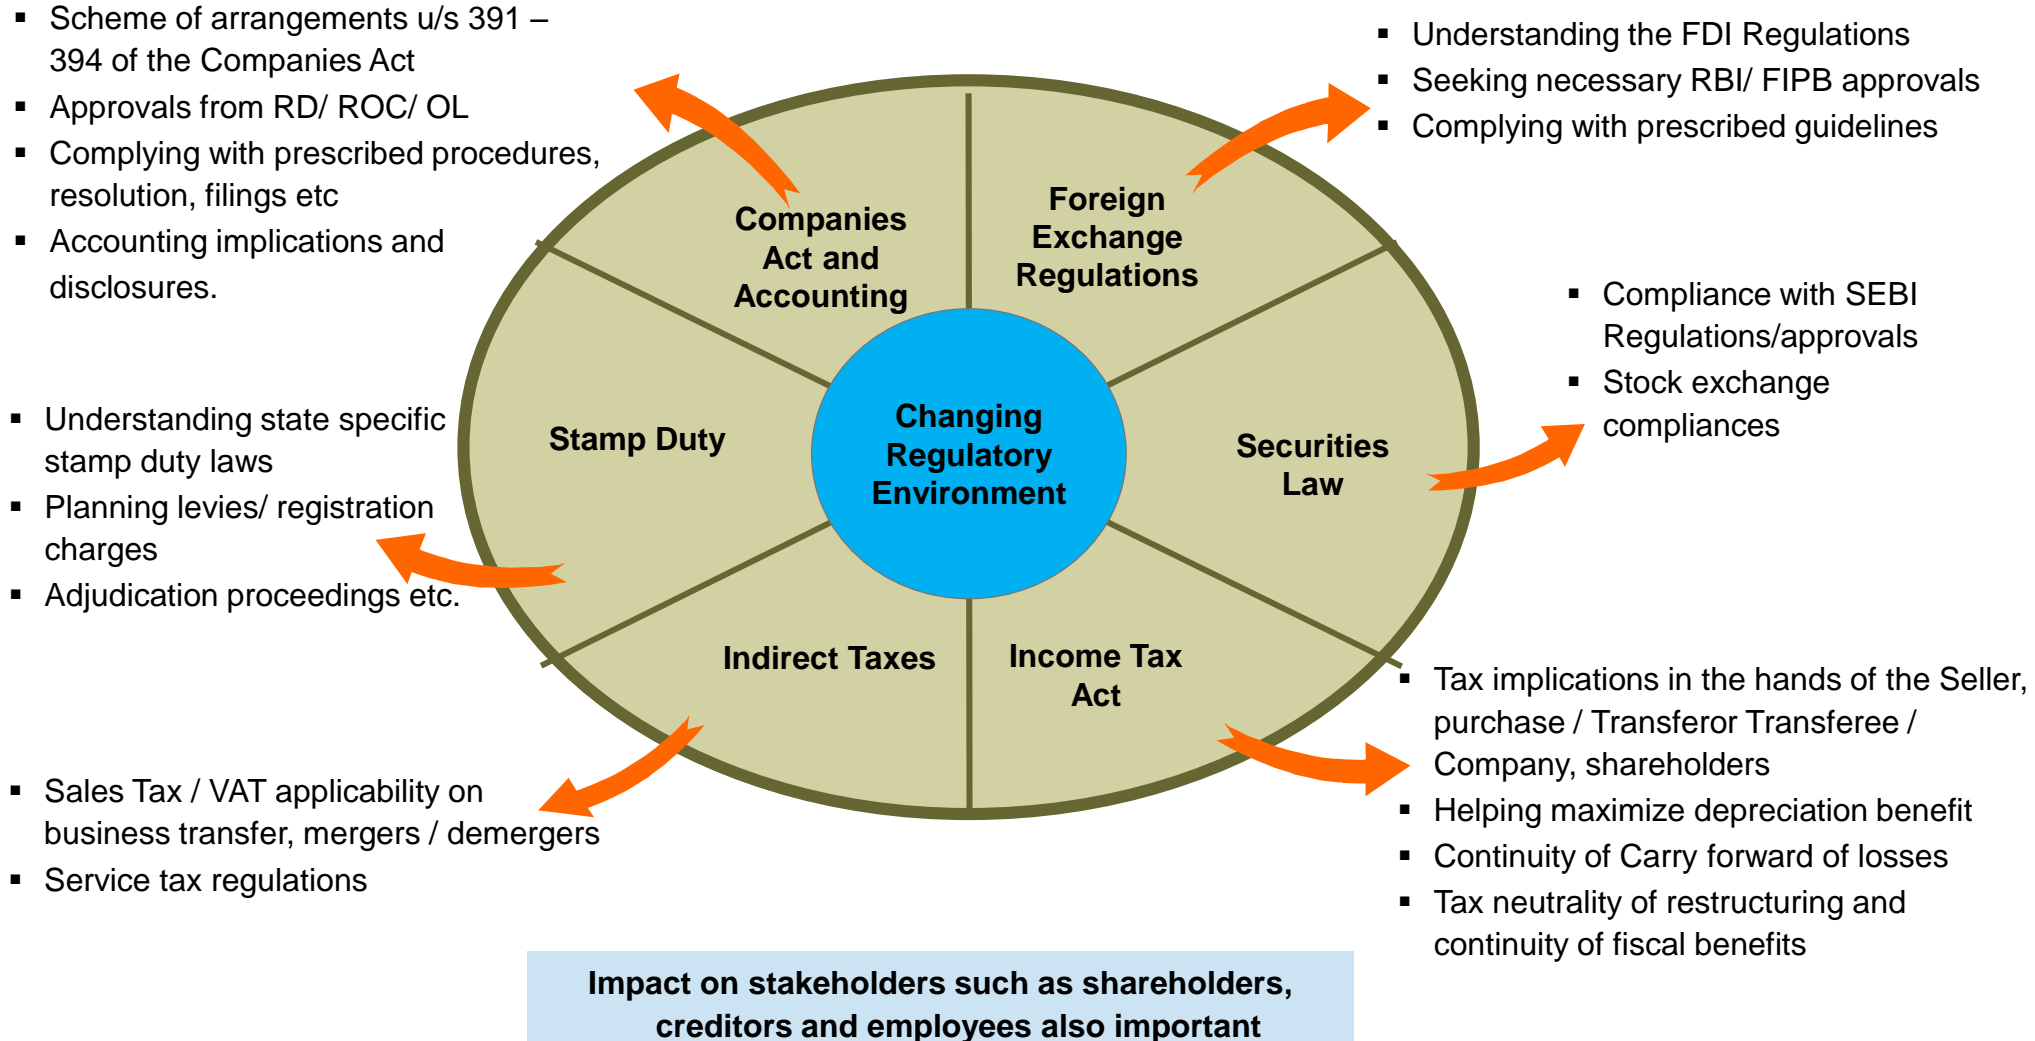 ▪ Scheme of arrangements u/s 391 –
394 of the Companies Act
▪ Approvals from RD/ ROC/ OL
▪ Complying with prescribed procedures,
resolution, filings etc
▪ Accounting implications and
disclosures.
▪ Understanding the FDI Regulations
▪ Seeking necessary RBI/ FIPB approvals
▪ Complying with prescribed guidelines
Companies
Act and
Accounting
Foreign
Exchange
Regulations
▪ Compliance with SEBI
Regulations/approvals
▪ Stock exchange
compliances
▪ Understanding state specific
stamp duty laws
▪ Planning levies/ registration
charges
▪ Adjudication proceedings etc.
Stamp Duty
Changing
Regulatory
Environment
Securities
Law
Indirect Taxes
Income Tax
Act
▪ Sales Tax / VAT applicability on
business transfer, mergers / demergers
▪ Service tax regulations
▪ Tax implications in the hands of the Seller,
purchase / Transferor Transferee /
Company, shareholders
▪ Helping maximize depreciation benefit
▪ Continuity of Carry forward of losses
▪ Tax neutrality of restructuring and
continuity of fiscal benefits
Impact on stakeholders such as shareholders,
creditors and employees also important